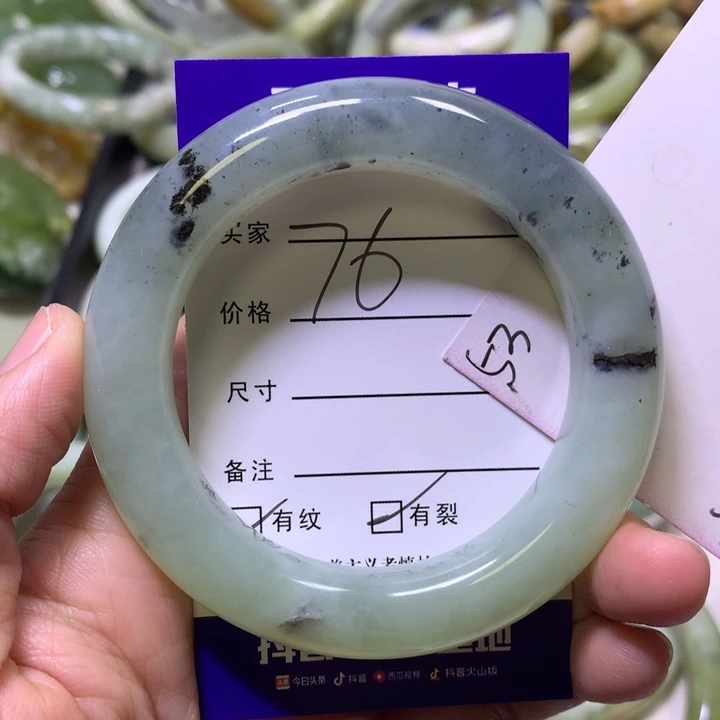 买家
76
价格
53
尺寸
备注
有纹 有裂
今日头条 抖音 西瓜视频 抖音火山版